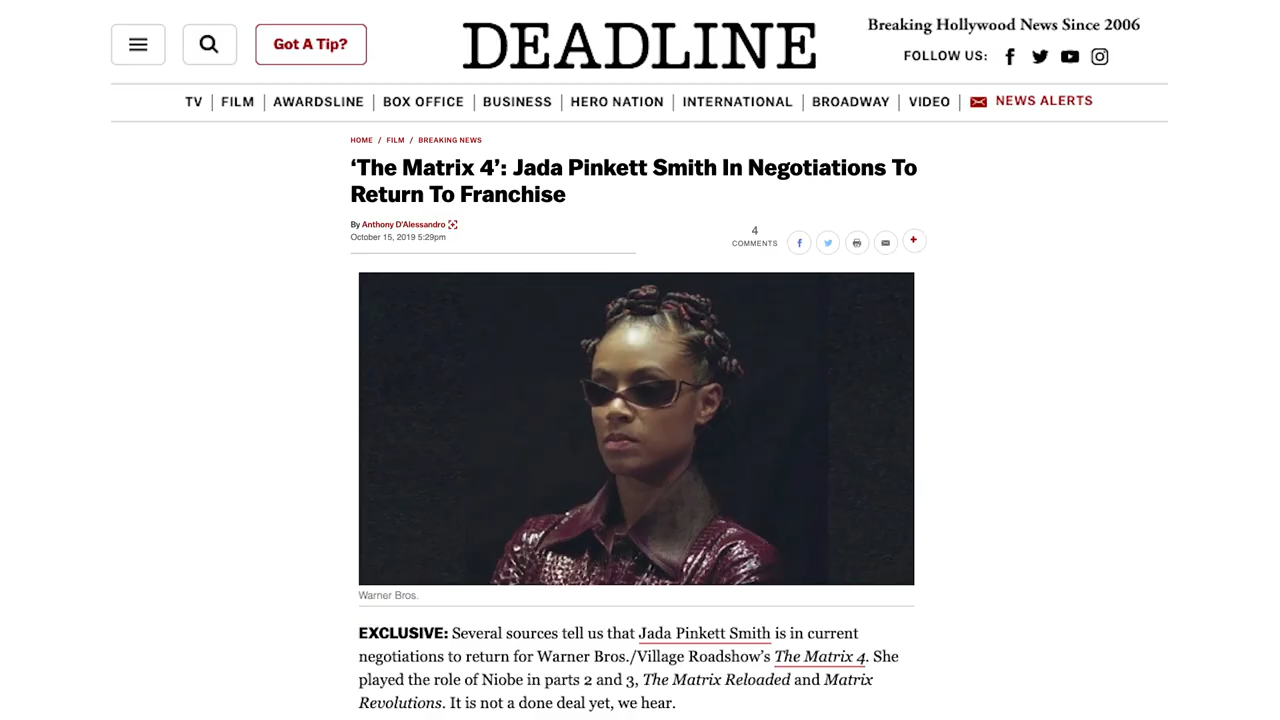 Got A Tip?
DEADLINE
Breaking Hollywood News Since 2006
FOLLOW US:
TV | FILM | AWARDSLINE | BOX OFFICE | BUSINESS | HERO NATION | INTERNATIONAL | BROADWAY | VIDEO | NEWS ALERTS
HOME / FILM / BREAKING NEWS
‘The Matrix 4’: Jada Pinkett Smith In Negotiations To
Return To Franchise
By Anthony D'Alessandro
October 15, 2019 5:29pm
4
COMMENTS
Warner Bros.
EXCLUSIVE: Several sources tell us that Jada Pinkett Smith is in current
negotiations to return for Warner Bros./Village Roadshow’s The Matrix 4. She
played the role of Niobe in parts 2 and 3, The Matrix Reloaded and Matrix
Revolutions. It is not a done deal yet, we hear.